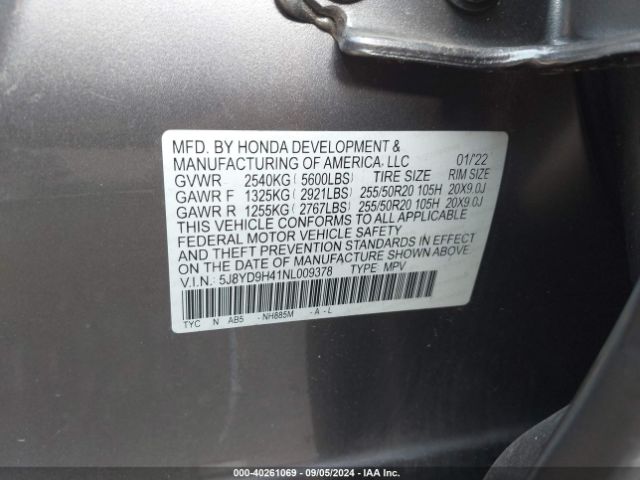 MFD. BY HONDA DEVELOPMENT &
MANUFACTURING OF AMERICA, LLC 01/'22
GVWR 2540KG ( 5600LBS) TIRE SIZE RIM SIZE
GAWR F 1325KG ( 2921LBS) 255/50R20 105H 20X9.0J
GAWR R 1255KG ( 2767LBS) 255/50R20 105H 20X9.0J
THIS VEHICLE CONFORMS TO ALL APPLICABLE
FEDERAL MOTOR VEHICLE SAFETY
AND THEFT PREVENTION STANDARDS IN EFFECT
ON THE DATE OF MANUFACTURE SHOWN ABOVE.
V.I.N.: 5J8YD9H41NL009378 TYPE: MPV
TYC N AB5 -NH885M -A-L
000-40261069 - 09/05/2024 - IAA Inc.